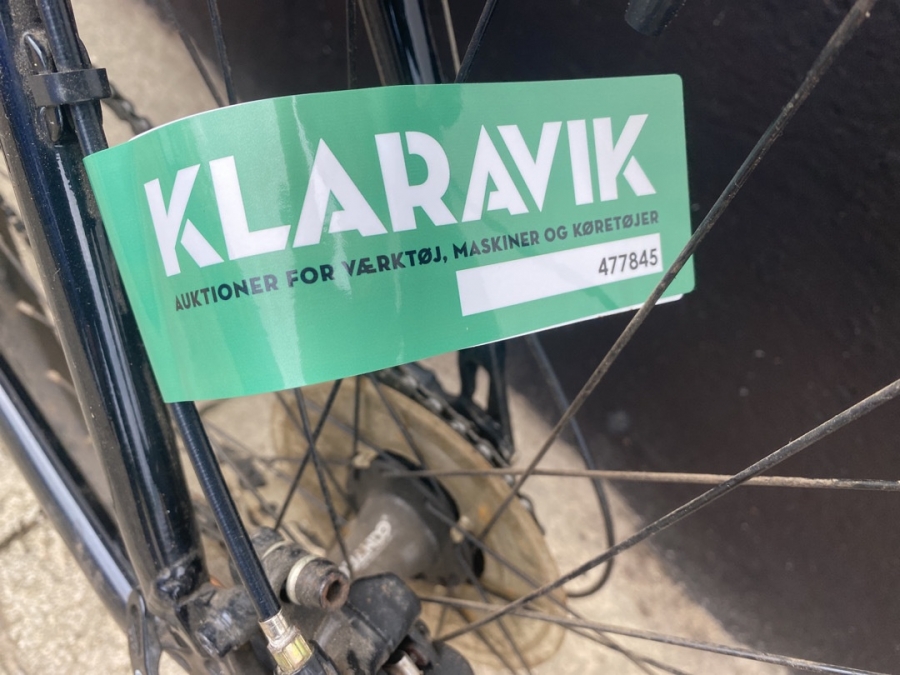 KLARAVIK
AUKTIONER FOR VÆRKTØJ, MASKINER OG KØRETØJER
477845